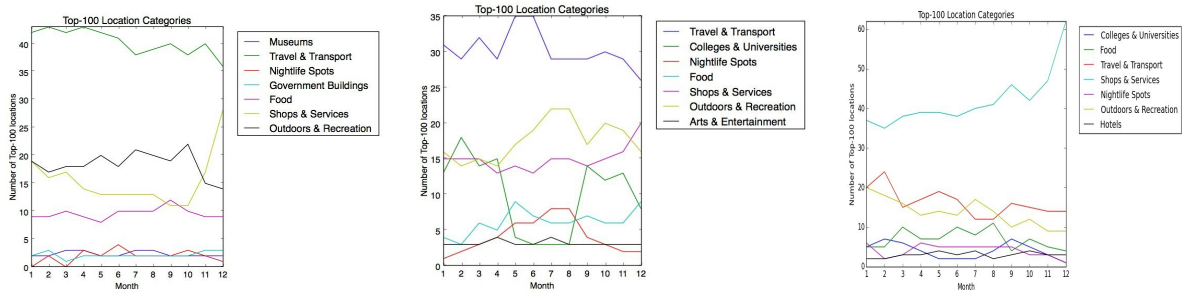 Top-100 Location Categories
40
35
30
25
20
15
10
5
0
1 2 3 4 5 6 7 8 9 10 11 12
Month
Number of Top-100 locations
Museums
Travel & Transport
Nightlife Spots
Government Buildings
Food
Shops & Services
Outdoors & Recreation
Top-100 Location Categories
35
30
25
20
15
10
5
0
1 2 3 4 5 6 7 8 9 10 11 12
Month
Number of Top-100 locations
Travel & Transport
Colleges & Universities
Nightlife Spots
Food
Shops & Services
Outdoors & Recreation
Arts & Entertainment
Top-100 Location Categories
60
50
40
30
20
10
0
1 2 3 4 5 6 7 8 9 10 11 12
Month
Number of Top-100 locations
Colleges & Universities
Food
Travel & Transport
Shops & Services
Nightlife Spots
Outdoors & Recreation
Hotels